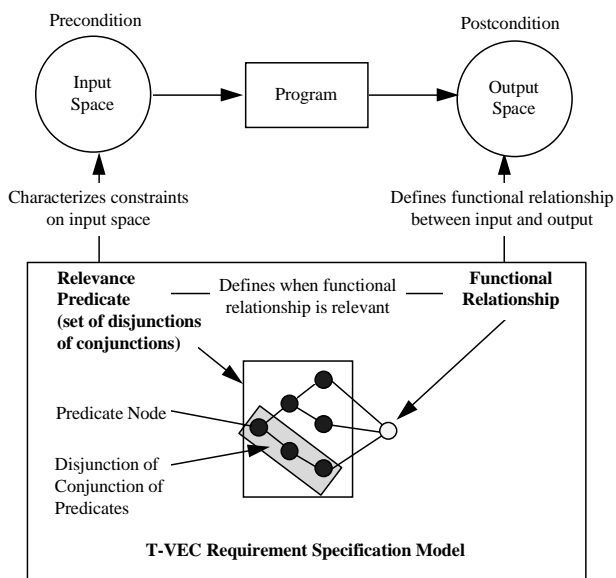 Precondition
Postcondition
Input
Space
Program
Output
Space
Characterizes constraints
on input space
Defines functional relationship
between input and output
Relevance
Predicate
(set of disjunctions
of conjunctions)
Defines when functional
relationship is relevant
Functional
Relationship
Predicate Node
Disjunction of
Conjunction of
Predicates
T-VEC Requirement Specification Model